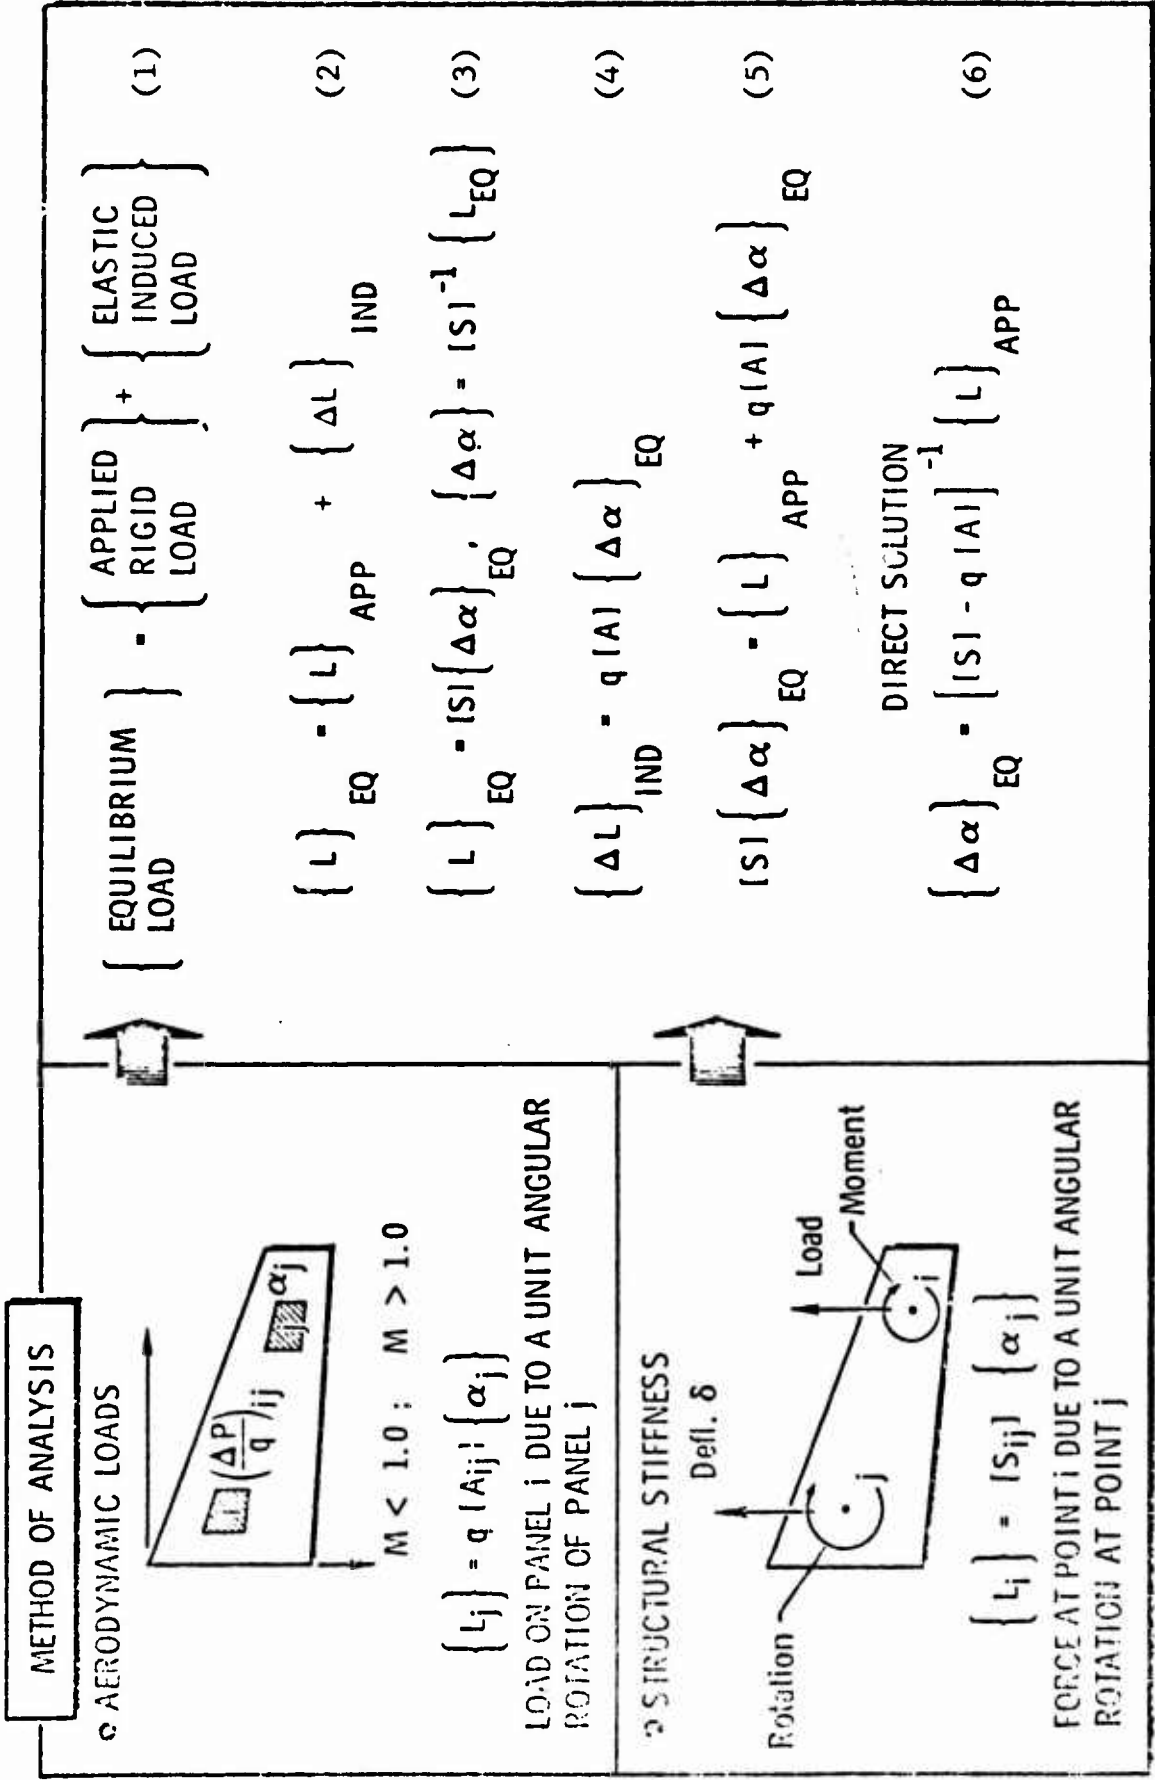 METHOD OF ANALYSIS
AERODYNAMIC LOADS
(ΔP/q)ij
i
j αj
M < 1.0 ; M > 1.0
{Lj} = q [Aij] {αj}
LOAD ON PANEL i DUE TO A UNIT ANGULAR
ROTATION OF PANEL j
STRUCTURAL STIFFNESS
Defl. δ
Load
Moment
Rotation
j
i
{Li} = [Sij] {αj}
FORCE AT POINT i DUE TO A UNIT ANGULAR
ROTATION AT POINT j
{EQUILIBRIUM LOAD} = {APPLIED RIGID LOAD} + {ELASTIC INDUCED LOAD} (1)
{L}EQ = {L}APP + {ΔL}IND (2)
{L}EQ = [S]{Δα}EQ, {Δα} = [S]⁻¹ {LEQ} (3)
{ΔL}IND = q [A] {Δα}EQ (4)
[S]{Δα}EQ = {L}APP + q [A] {Δα}EQ (5)
DIRECT SOLUTION
{Δα}EQ = [[S] - q [A]]⁻¹ {L}APP (6)